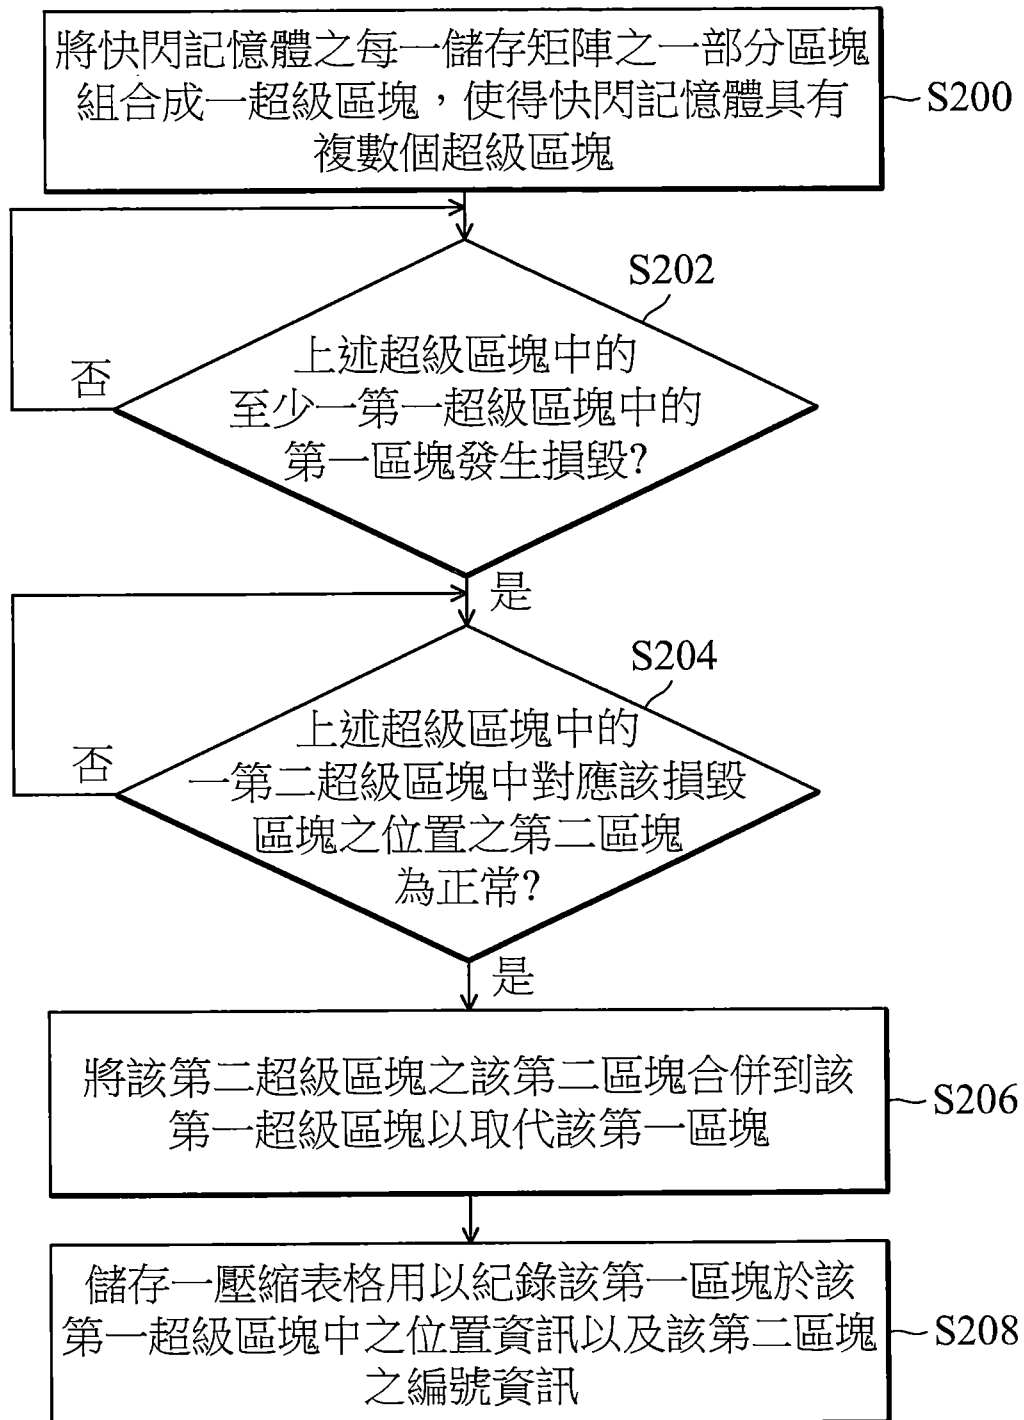 將快閃記憶體之每一儲存矩陣之一部分區塊
組合成一超級區塊，使得快閃記憶體具有
複數個超級區塊
S200
S202
上述超級區塊中的
至少一第一超級區塊中的
第一區塊發生損毀?
否
是
S204
上述超級區塊中的
一第二超級區塊中對應該損毀
區塊之位置之第二區塊
為正常?
否
是
將該第二超級區塊之該第二區塊合併到該
第一超級區塊以取代該第一區塊
S206
儲存一壓縮表格用以紀錄該第一區塊於該
第一超級區塊中之位置資訊以及該第二區塊
之編號資訊
S208